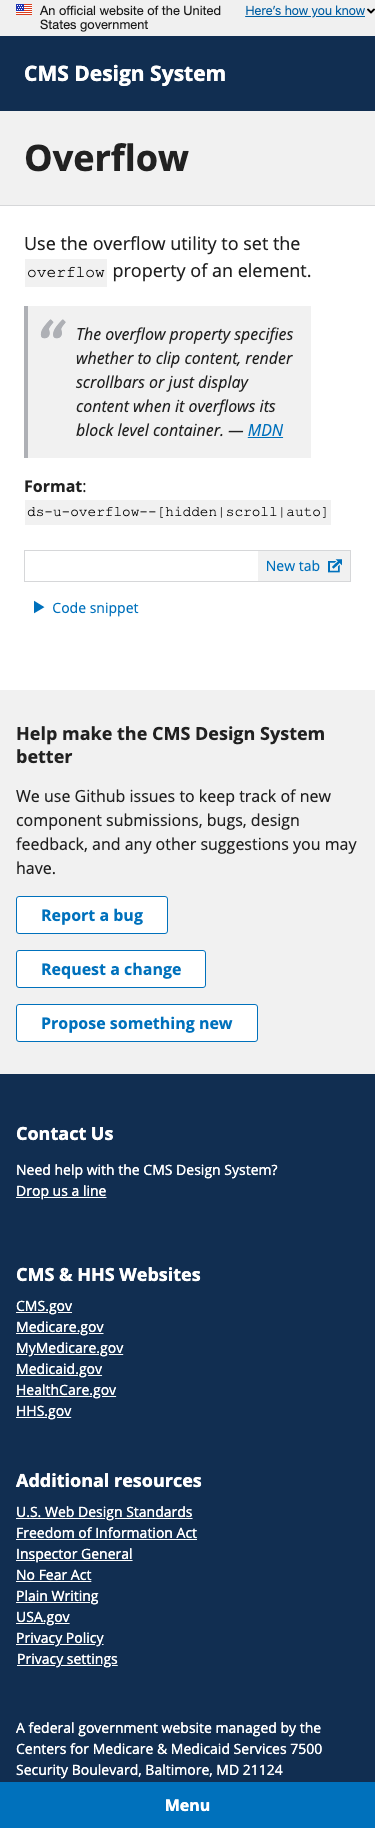 An official website of the United States government
Here's how you know
CMS Design System
Overflow
Use the overflow utility to set the
overflow property of an element.
“ The overflow property specifies
whether to clip content, render
scrollbars or just display
content when it overflows its
block level container. — MDN
Format:
ds-u-overflow--[hidden|scroll|auto]
New tab
Code snippet
Help make the CMS Design System
better
We use Github issues to keep track of new
component submissions, bugs, design
feedback, and any other suggestions you may
have.
Report a bug
Request a change
Propose something new
Contact Us
Need help with the CMS Design System?
Drop us a line
CMS & HHS Websites
CMS.gov
Medicare.gov
MyMedicare.gov
Medicaid.gov
HealthCare.gov
HHS.gov
Additional resources
U.S. Web Design Standards
Freedom of Information Act
Inspector General
No Fear Act
Plain Writing
USA.gov
Privacy Policy
Privacy settings
A federal government website managed by the
Centers for Medicare & Medicaid Services 7500
Security Boulevard, Baltimore, MD 21124
Menu